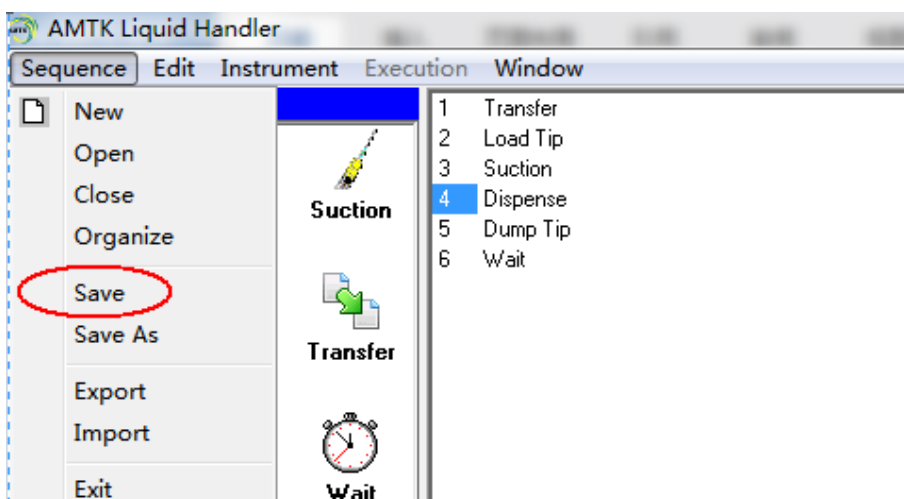 AMTK Liquid Handler
Sequence Edit Instrument Execution Window
New
Open
Close
Organize
Save
Save As
Export
Import
Exit
Suction
Transfer
Wait
1 Transfer
2 Load Tip
3 Suction
4 Dispense
5 Dump Tip
6 Wait